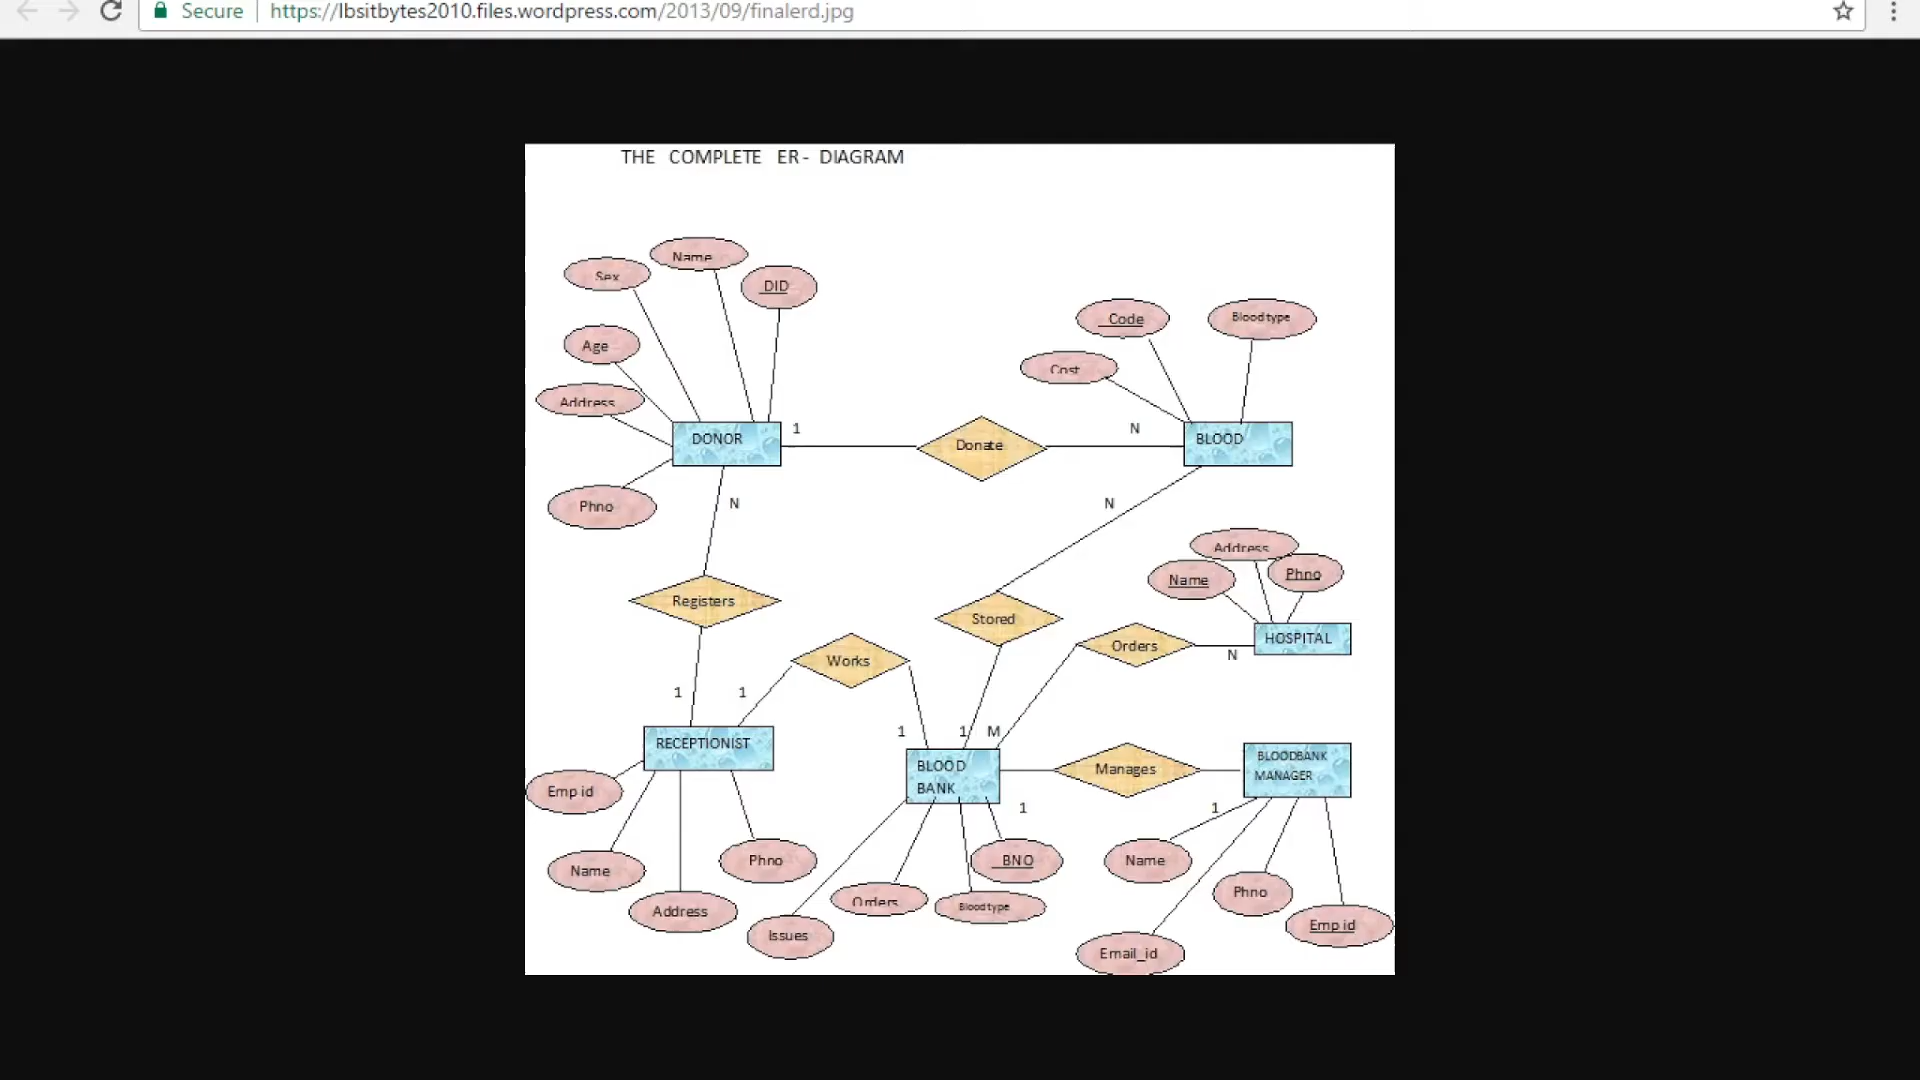 Secure https://lbsitbytes2010.files.wordpress.com/2013/09/finalerd.jpg
THE COMPLETE ER - DIAGRAM
Name
Sex
DID
Code
Blood type
Age
Cost
Address
DONOR
1
Donate
N
BLOOD
Phno
N
N
Address
Name
Phno
Registers
Stored
Orders
HOSPITAL
N
Works
1
1
1
1
M
RECEPTIONIST
BLOOD
BANK
Manages
BLOODBANK
MANAGER
Emp id
1
1
Name
Phno
BNO
Name
Address
Orders
Blood type
Phno
Emp id
Issues
Email_id